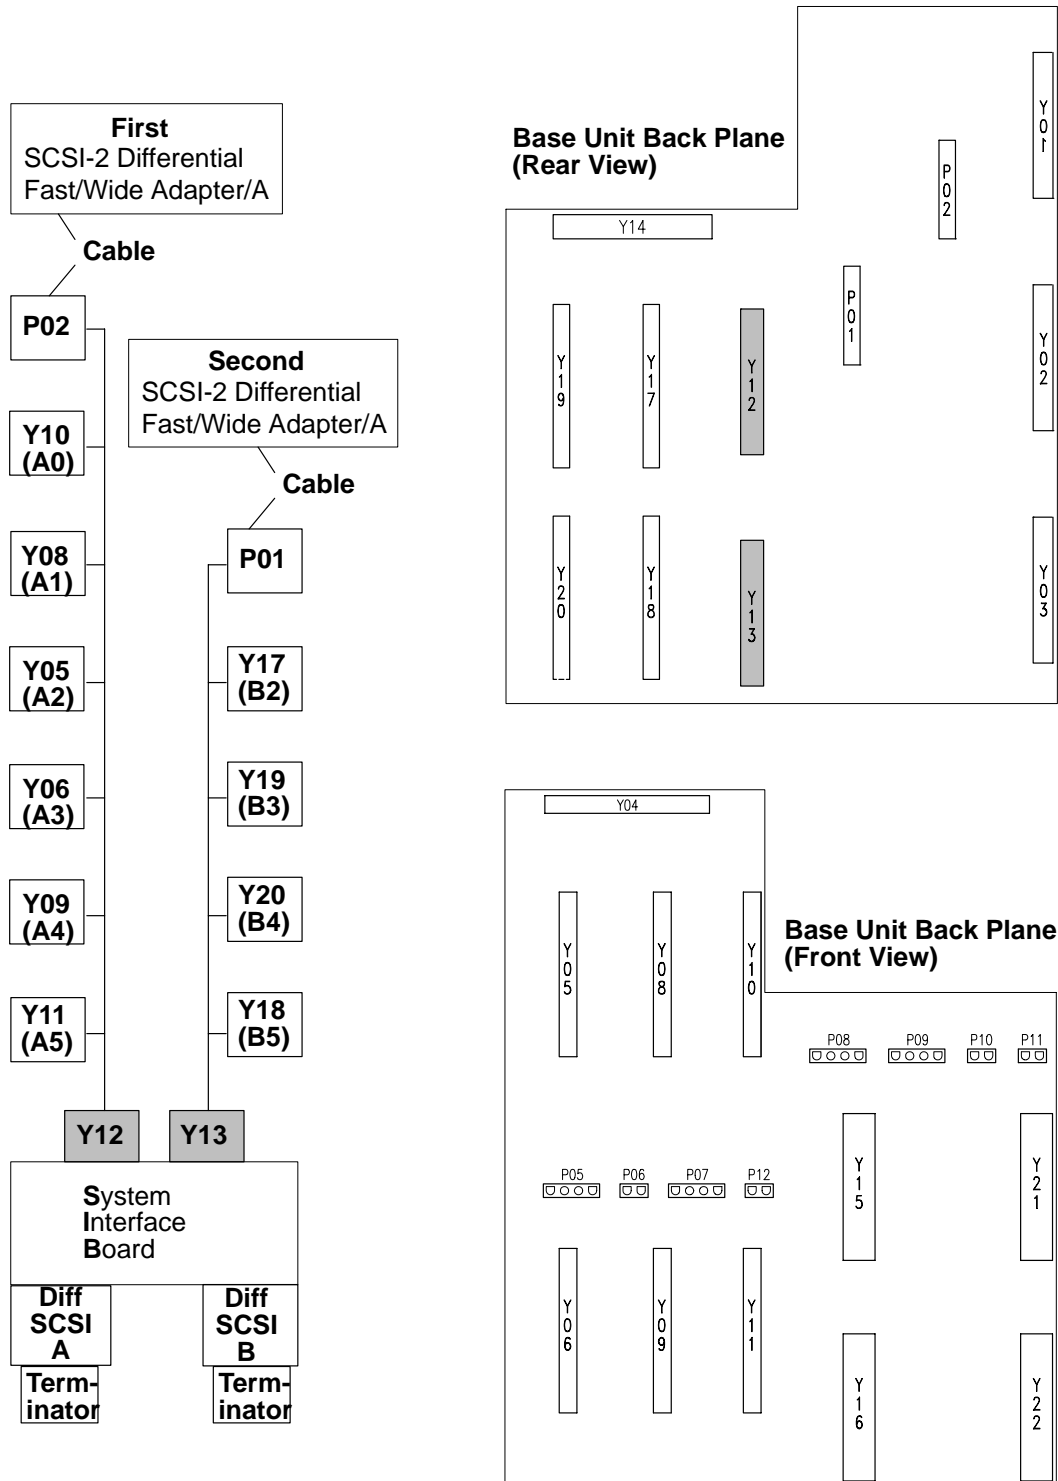 First
SCSI-2 Differential
Fast/Wide Adapter/A
Cable
P02
Y10
(A0)
Y08
(A1)
Y05
(A2)
Y06
(A3)
Y09
(A4)
Y11
(A5)
Second
SCSI-2 Differential
Fast/Wide Adapter/A
Cable
P01
Y17
(B2)
Y19
(B3)
Y20
(B4)
Y18
(B5)
Y12
Y13
System
Interface
Board
Diff
SCSI
A
Term-
inator
Diff
SCSI
B
Term-
inator
Base Unit Back Plane
(Rear View)
Y14
Y01
P02
P01
Y02
Y19
Y17
Y12
Y20
Y18
Y13
Y03
Base Unit Back Plane
(Front View)
Y04
Y05
Y08
Y10
P08
P09
P10
P11
P05
P06
P07
P12
Y15
Y21
Y06
Y09
Y11
Y16
Y22